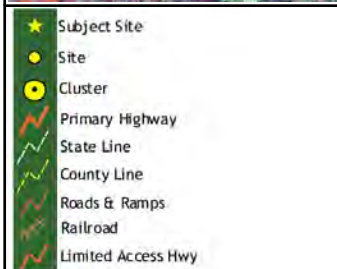 Subject Site
Site
Cluster
Primary Highway
State Line
County Line
Roads & Ramps
Railroad
Limited Access Hwy